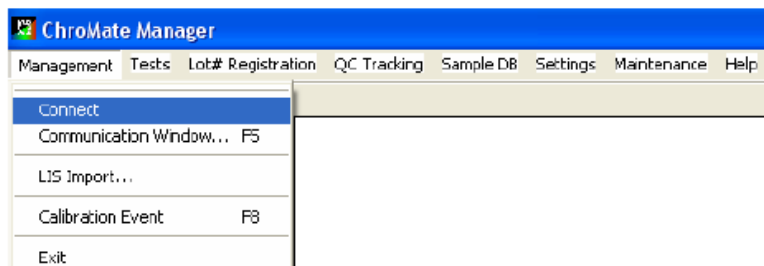 ChroMate Manager
Management Tests Lot# Registration QC Tracking Sample DB Settings Maintenance Help
Connect
Communication Window... F5
LIS Import...
Calibration Event F8
Exit